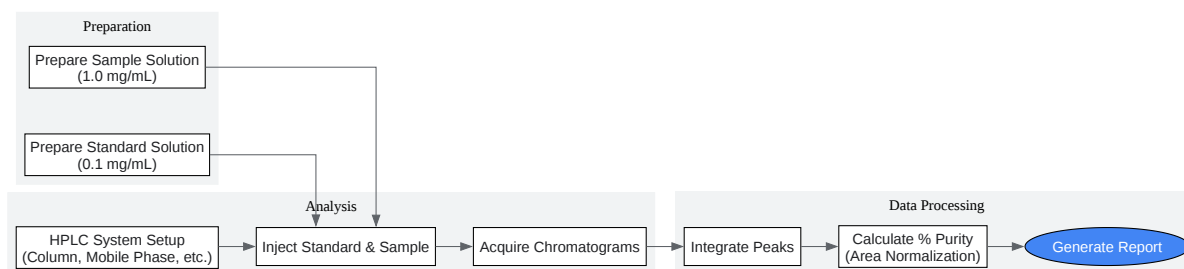 Preparation
Prepare Sample Solution
(1.0 mg/mL)
Prepare Standard Solution
(0.1 mg/mL)
Analysis
HPLC System Setup
(Column, Mobile Phase, etc.)
Inject Standard & Sample
Acquire Chromatograms
Data Processing
Integrate Peaks
Calculate % Purity
(Area Normalization)
Generate Report